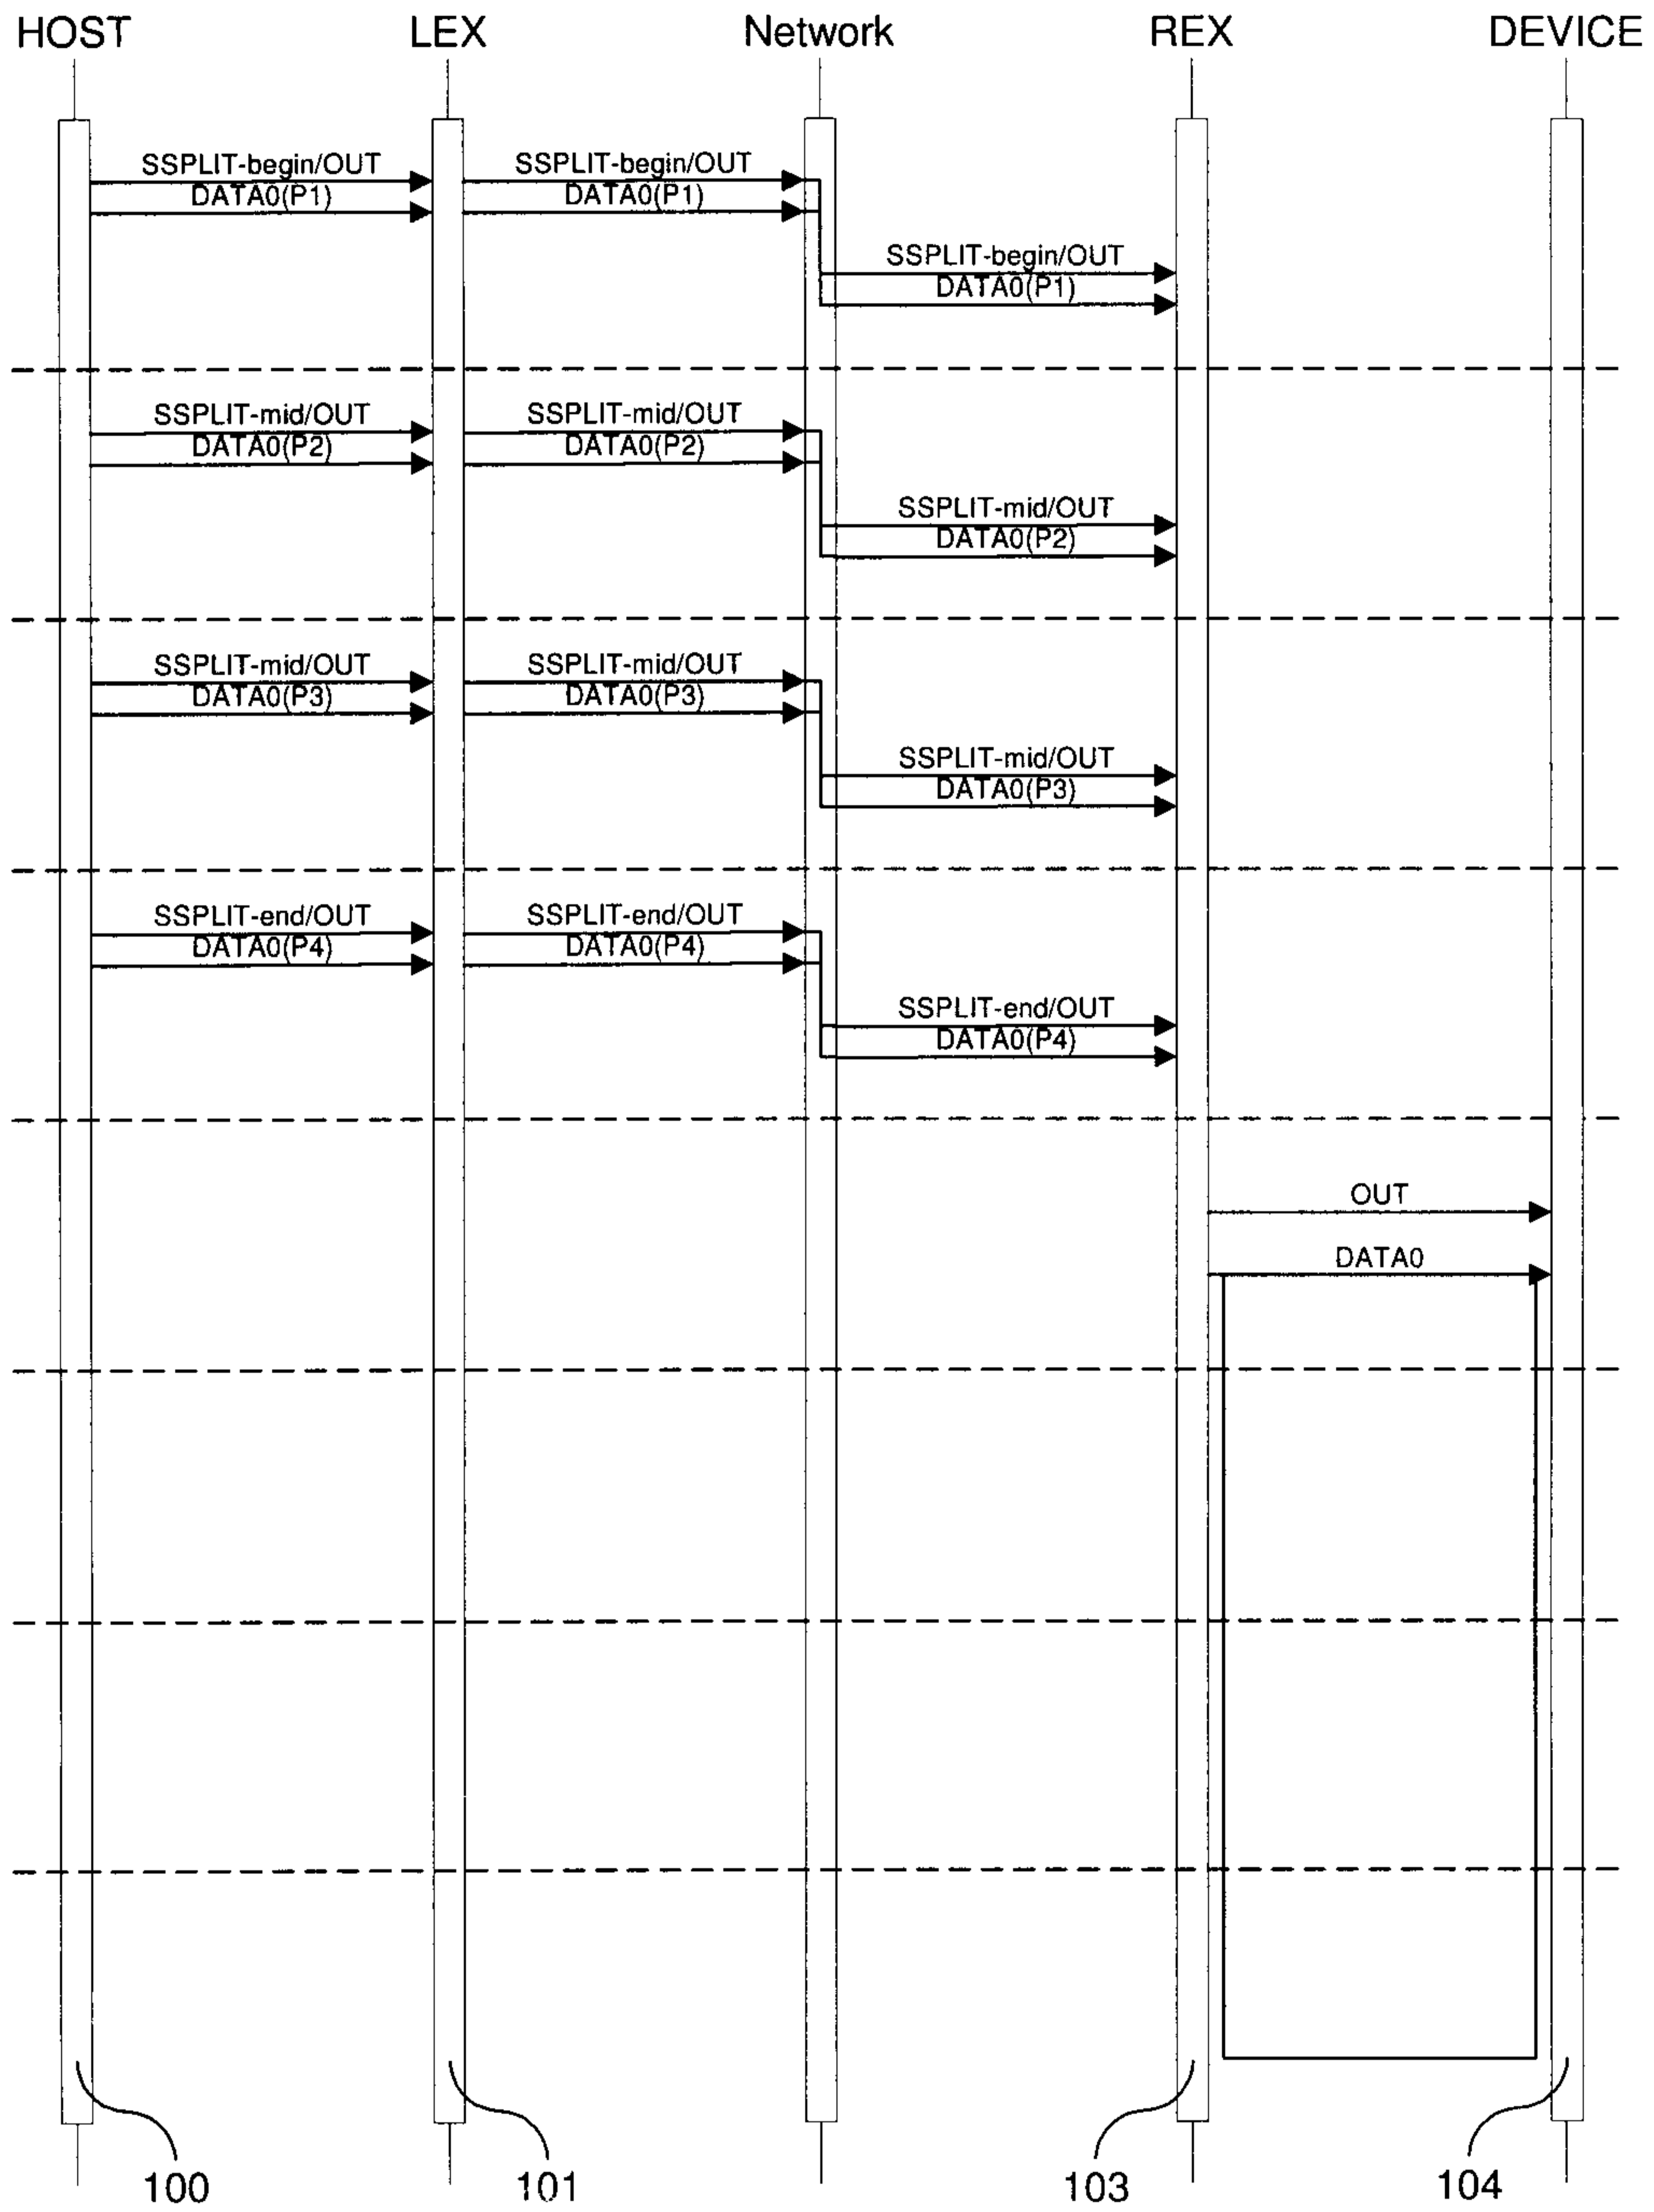 HOST LEX Network REX DEVICE
SSPLIT-begin/OUT SSPLIT-begin/OUT
DATA0(P1) DATA0(P1)
SSPLIT-begin/OUT
DATA0(P1)
SSPLIT-mid/OUT SSPLIT-mid/OUT
DATA0(P2) DATA0(P2)
SSPLIT-mid/OUT
DATA0(P2)
SSPLIT-mid/OUT SSPLIT-mid/OUT
DATA0(P3) DATA0(P3)
SSPLIT-mid/OUT
DATA0(P3)
SSPLIT-end/OUT SSPLIT-end/OUT
DATA0(P4) DATA0(P4)
SSPLIT-end/OUT
DATA0(P4)
OUT
DATA0
100 101 103 104